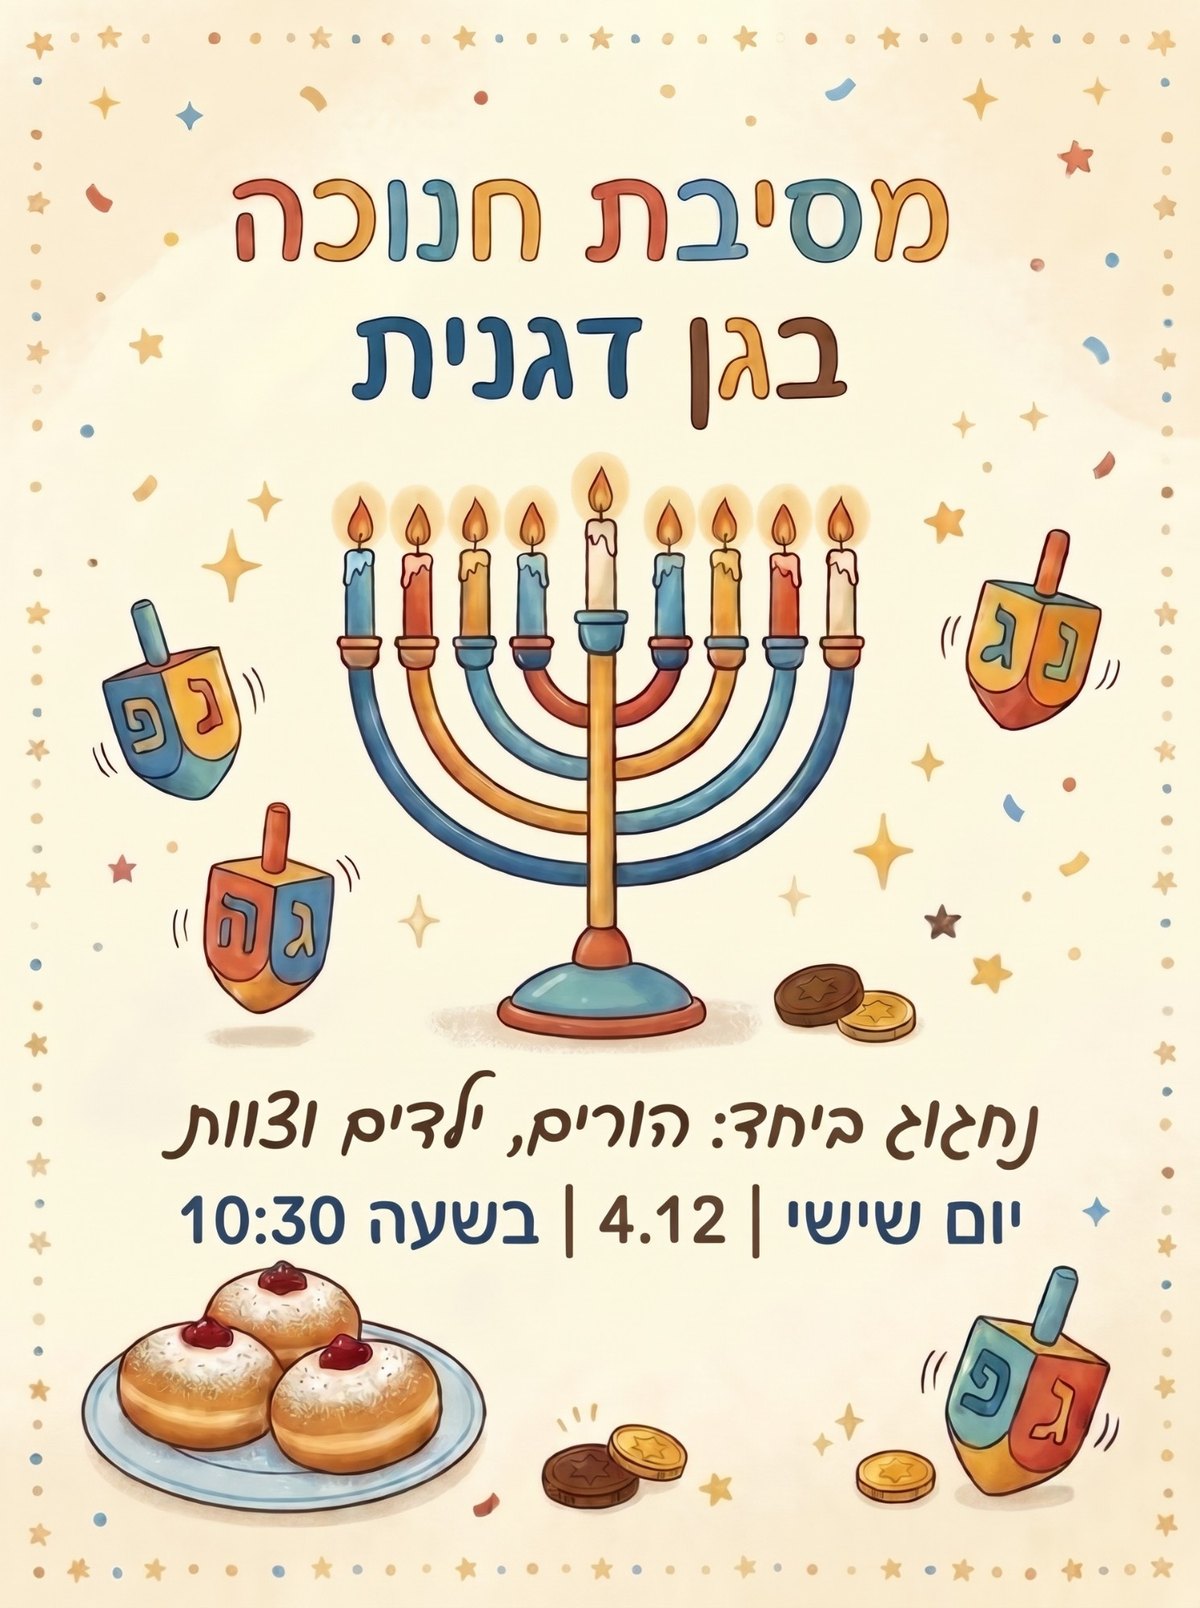 מסיבת חנוכה
בגן דגנית
נ
ג
פ
נ
ה
ג
נחגוג ביחד: הורים, ילדים וצוות
יום שישי | 4.12 | בשעה 10:30
פ
ג